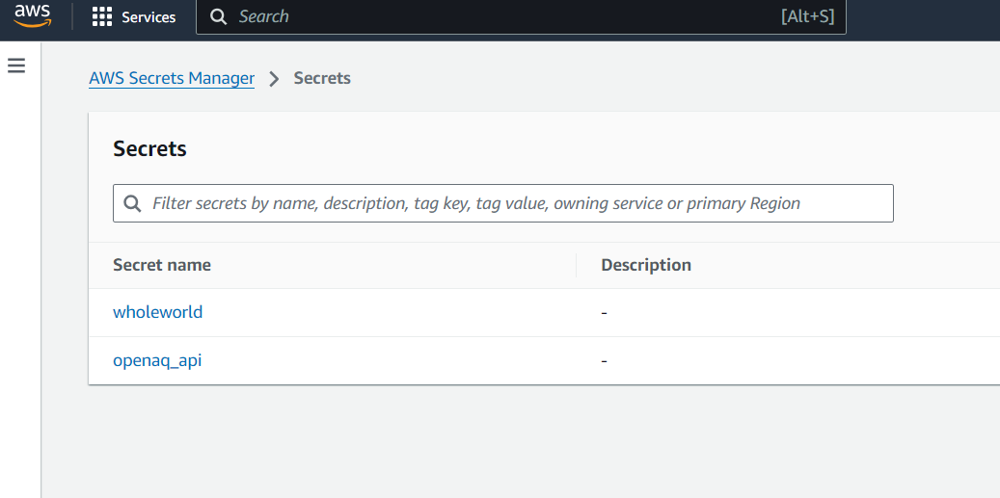 aws Services Search [Alt+S]
AWS Secrets Manager > Secrets
Secrets
Filter secrets by name, description, tag key, tag value, owning service or primary Region
Secret name Description
wholeworld -
openaq_api -